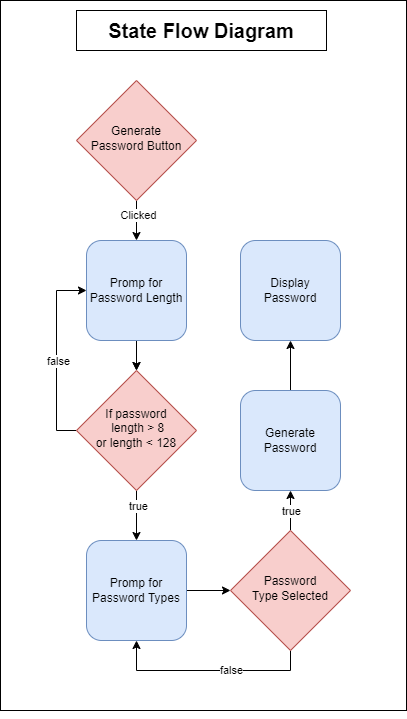 State Flow Diagram
Generate
Password Button
Clicked
Promp for
Password Length
Display
Password
false
If password
length > 8
or length < 128
Generate
Password
true
true
Promp for
Password Types
Password
Type Selected
false